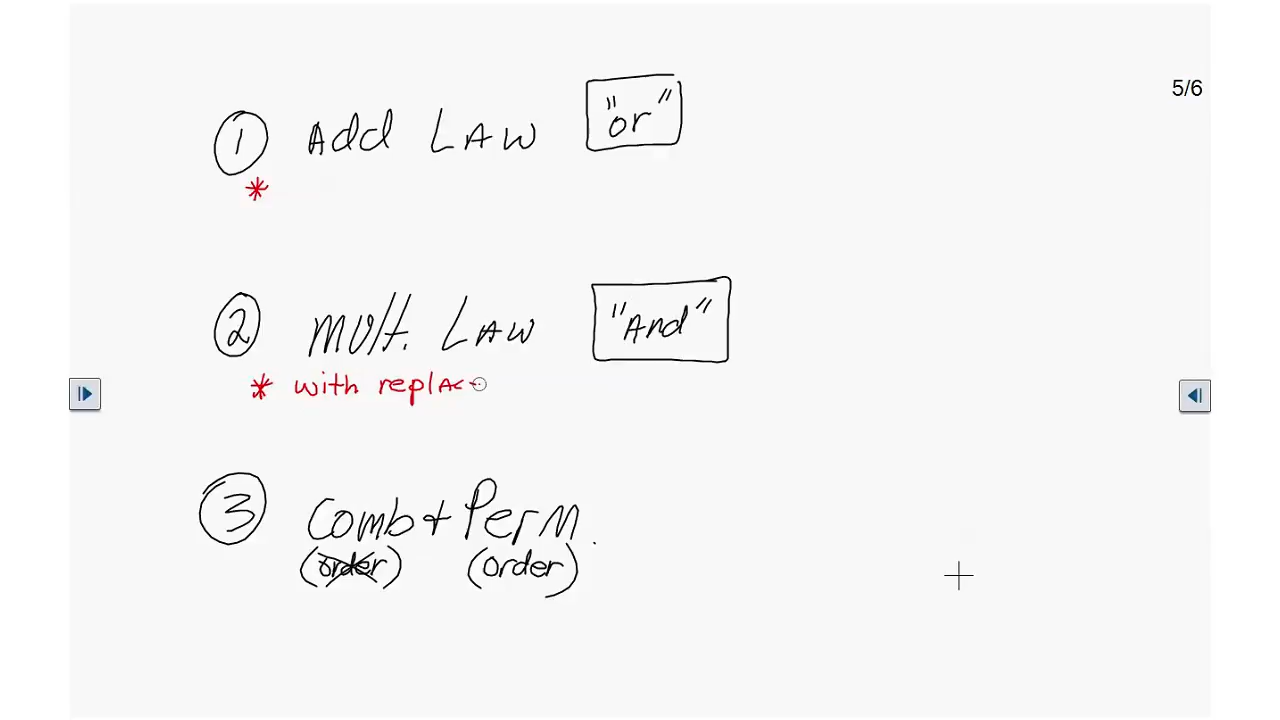 5/6
① Add Law "or"
*
② Mult. Law "And"
* with replac
③ Comb + Perm.
(order) (order)